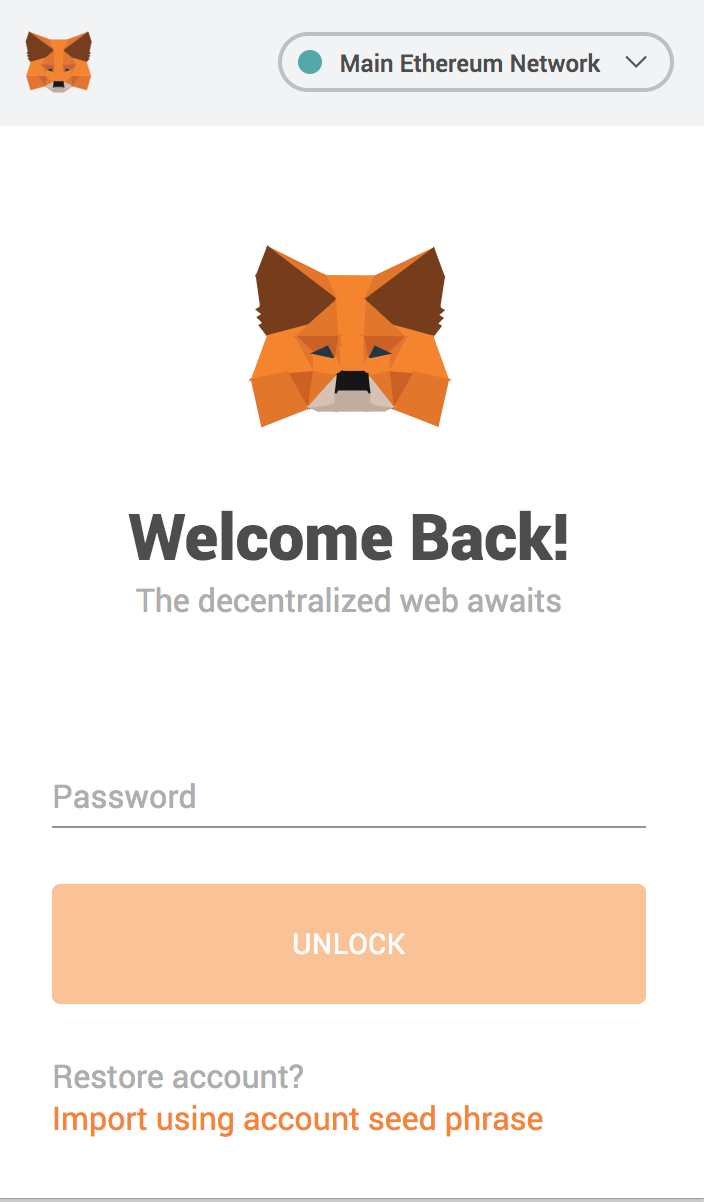 Main Ethereum Network
Welcome Back!
The decentralized web awaits
Password
UNLOCK
Restore account?
Import using account seed phrase